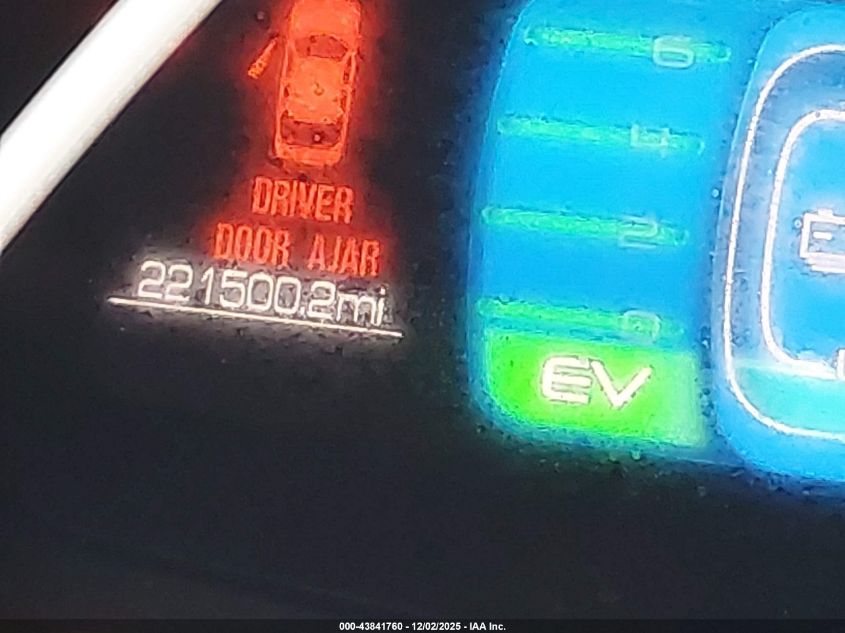 DRIVER
DOOR AJAR
221500.2mi
6
4
2
0
EV
000-43841760 - 12/02/2025 - IAA Inc.